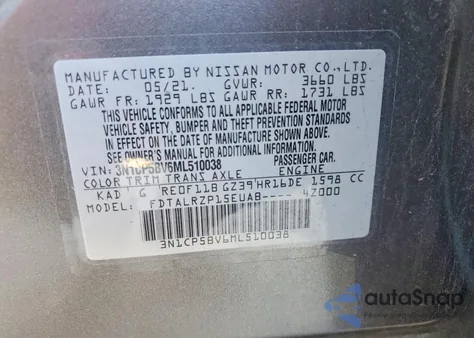 MANUFACTURED BY NISSAN MOTOR CO.,LTD.
DATE: 05/21. GVWR: 3660 LBS
GAWR FR: 1929 LBS GAWR RR: 1731 LBS
THIS VEHICLE CONFORMS TO ALL APPLICABLE FEDERAL MOTOR
VEHICLE SAFETY, BUMPER AND THEFT PREVENTION STANDARDS
IN EFFECT ON THE DATE OF MANUFACTURE SHOWN ABOVE.
SEE OWNER'S MANUAL FOR ADDITIONAL INFORMATION.
VIN: 3N1CP5BV6ML510038 PASSENGER CAR.
COLOR TRIM TRANS AXLE ENGINE
KAD G RE0F11B GZ39 HR16DE 1598 CC
MODEL: FDTALRZP15EUAB---- 4Z000
3N1CP5BV6ML510038
autoSnap